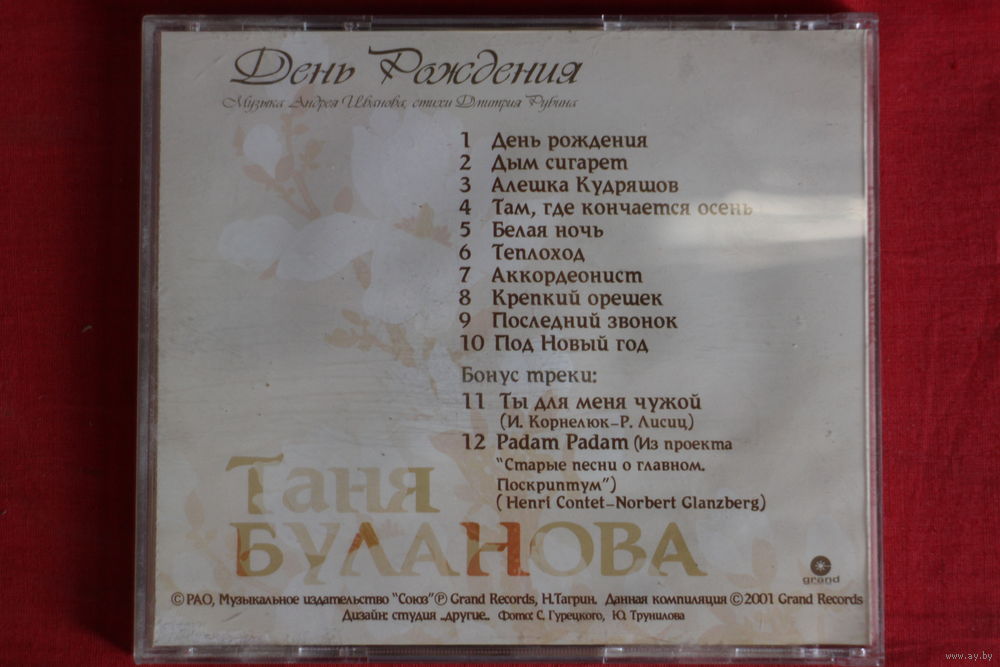 День Рождения
Музыка Андрея Иванова, стихи Дмитрия Рубина
1 День рождения
2 Дым сигарет
3 Алешка Кудряшов
4 Там, где кончается осень
5 Белая ночь
6 Теплоход
7 Аккордеонист
8 Крепкий орешек
9 Последний звонок
10 Под Новый год
Бонус треки:
11 Ты для меня чужой
(И. Корнелюк-Р. Лисиц)
12 Padam Padam (Из проекта
"Старые песни о главном.
Поскриптум")
(Henri Contet-Norbert Glanzberg)
Таня
БУЛАНОВА
grand
© РАО, Музыкальное издательство "Союз" ℗ Grand Records, Н.Тагрин. Данная компиляция © 2001 Grand Records
Дизайн: студия „другие„ Фото: С. Гурецкого, Ю. Трунилова
www.ay.by